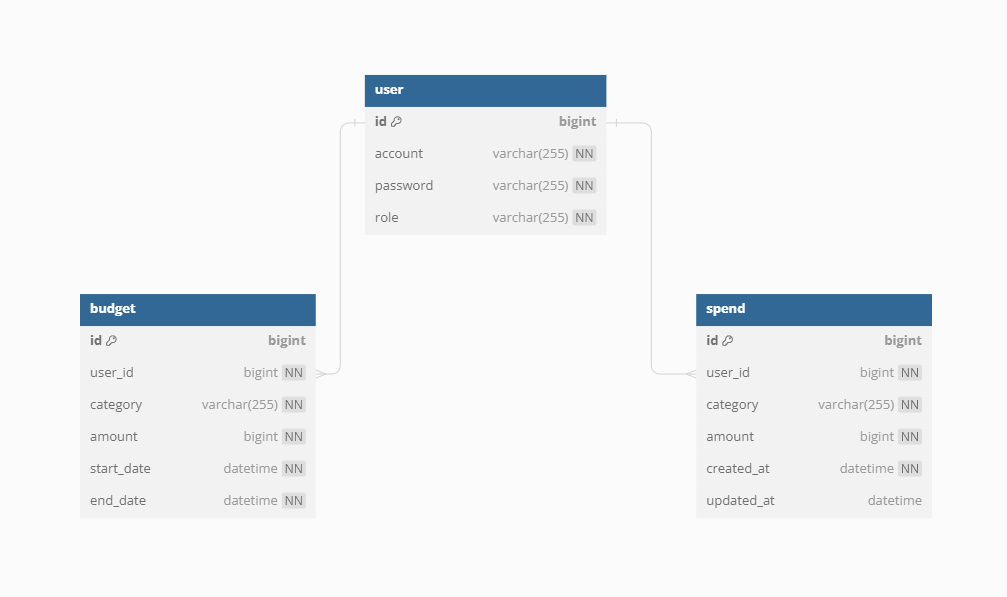 user
id bigint
account varchar(255) NN
password varchar(255) NN
role varchar(255) NN
budget
id bigint
user_id bigint NN
category varchar(255) NN
amount bigint NN
start_date datetime NN
end_date datetime NN
spend
id bigint
user_id bigint NN
category varchar(255) NN
amount bigint NN
created_at datetime NN
updated_at datetime